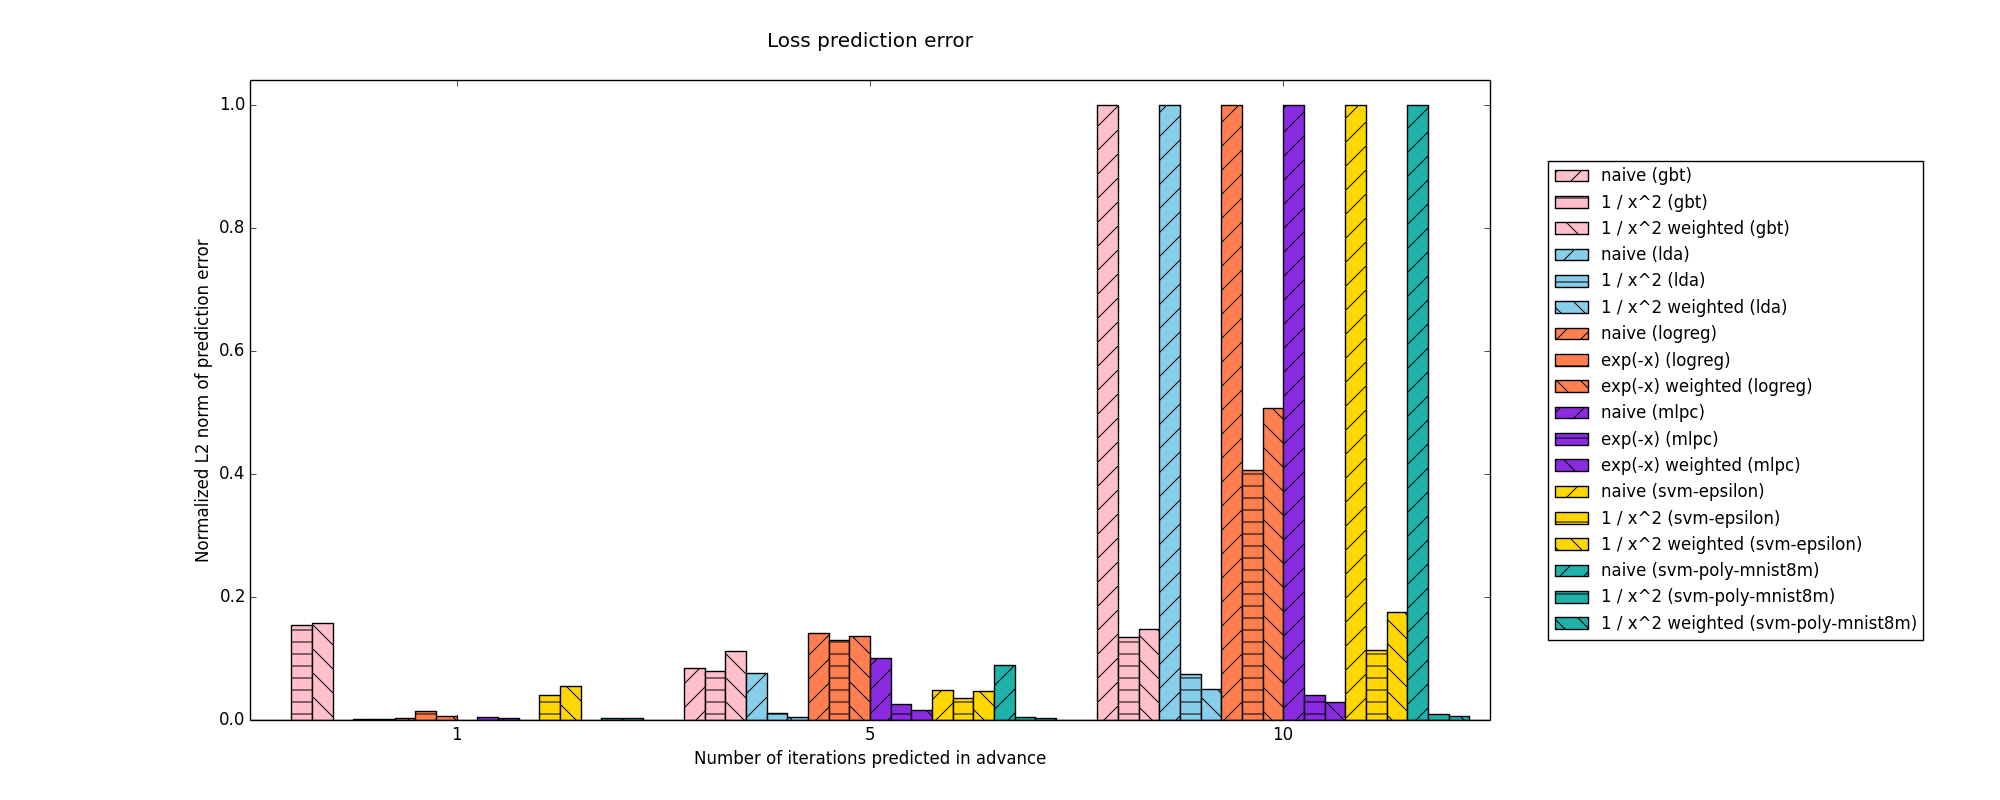 Loss prediction error
Normalized L2 norm of prediction error
1.0
0.8
0.6
0.4
0.2
0.0
1
5
10
Number of iterations predicted in advance
naive (gbt)
1 / x^2 (gbt)
1 / x^2 weighted (gbt)
naive (lda)
1 / x^2 (lda)
1 / x^2 weighted (lda)
naive (logreg)
exp(-x) (logreg)
exp(-x) weighted (logreg)
naive (mlpc)
exp(-x) (mlpc)
exp(-x) weighted (mlpc)
naive (svm-epsilon)
1 / x^2 (svm-epsilon)
1 / x^2 weighted (svm-epsilon)
naive (svm-poly-mnist8m)
1 / x^2 (svm-poly-mnist8m)
1 / x^2 weighted (svm-poly-mnist8m)